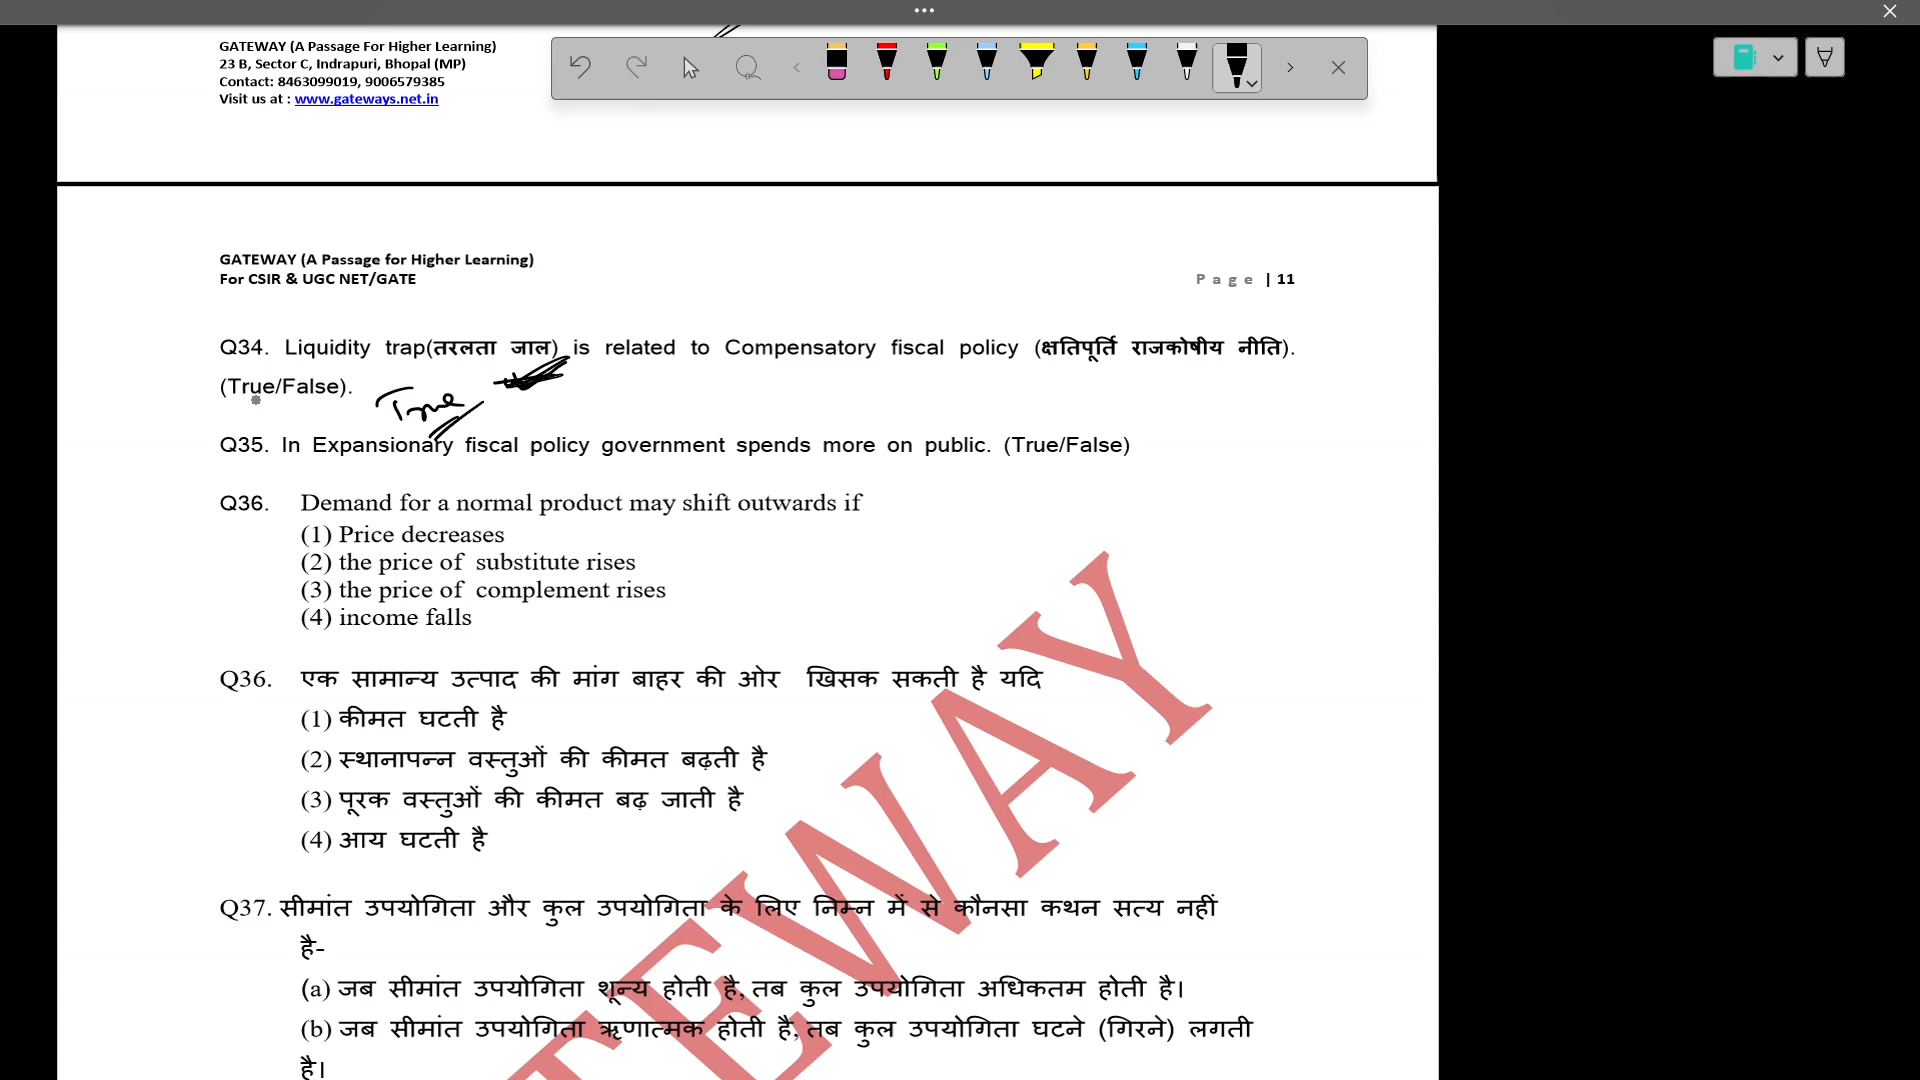 GATEWAY (A Passage For Higher Learning)
23 B, Sector C, Indrapuri, Bhopal (MP)
Contact: 8463099019, 9006579385
Visit us at : www.gateways.net.in
GATEWAY (A Passage for Higher Learning)
For CSIR & UGC NET/GATE
Page | 11
Q34. Liquidity trap(तरलता जाल) is related to Compensatory fiscal policy (क्षतिपूर्ति राजकोषीय नीति).
(True/False).
True
Q35. In Expansionary fiscal policy government spends more on public. (True/False)
Q36. Demand for a normal product may shift outwards if
(1) Price decreases
(2) the price of substitute rises
(3) the price of complement rises
(4) income falls
Q36. एक सामान्य उत्पाद की मांग बाहर की ओर खिसक सकती है यदि
(1) कीमत घटती है
(2) स्थानापन्न वस्तुओं की कीमत बढ़ती है
(3) पूरक वस्तुओं की कीमत बढ़ जाती है
(4) आय घटती है
Q37. सीमांत उपयोगिता और कुल उपयोगिता के लिए निम्न में से कौनसा कथन सत्य नहीं
है-
(a) जब सीमांत उपयोगिता शून्य होती है, तब कुल उपयोगिता अधिकतम होती है।
(b) जब सीमांत उपयोगिता ऋणात्मक होती है, तब कुल उपयोगिता घटने (गिरने) लगती
है।
TEWAY